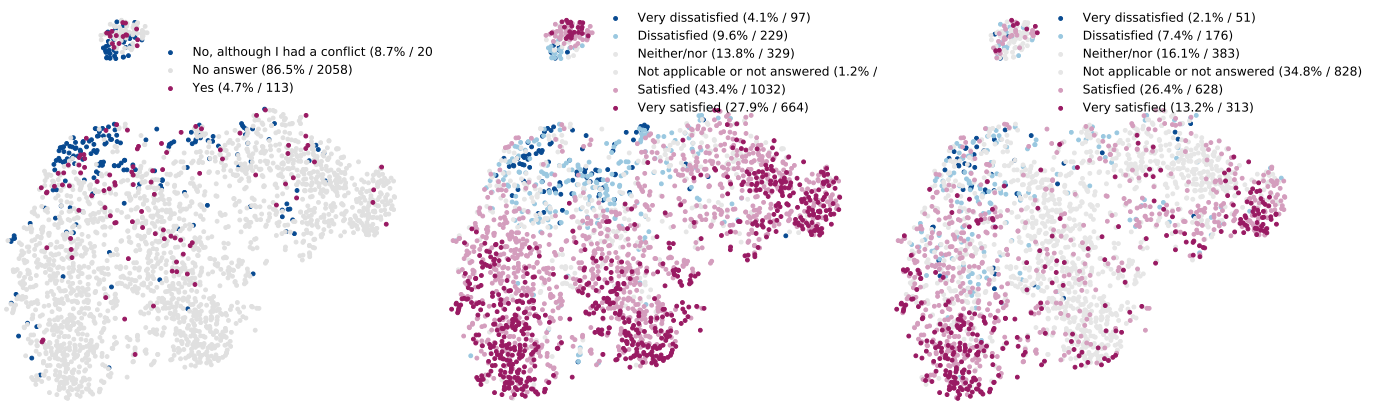 No, although I had a conflict (8.7% / 20
No answer (86.5% / 2058)
Yes (4.7% / 113)
Very dissatisfied (4.1% / 97)
Dissatisfied (9.6% / 229)
Neither/nor (13.8% / 329)
Not applicable or not answered (1.2% /
Satisfied (43.4% / 1032)
Very satisfied (27.9% / 664)
Very dissatisfied (2.1% / 51)
Dissatisfied (7.4% / 176)
Neither/nor (16.1% / 383)
Not applicable or not answered (34.8% / 828)
Satisfied (26.4% / 628)
Very satisfied (13.2% / 313)